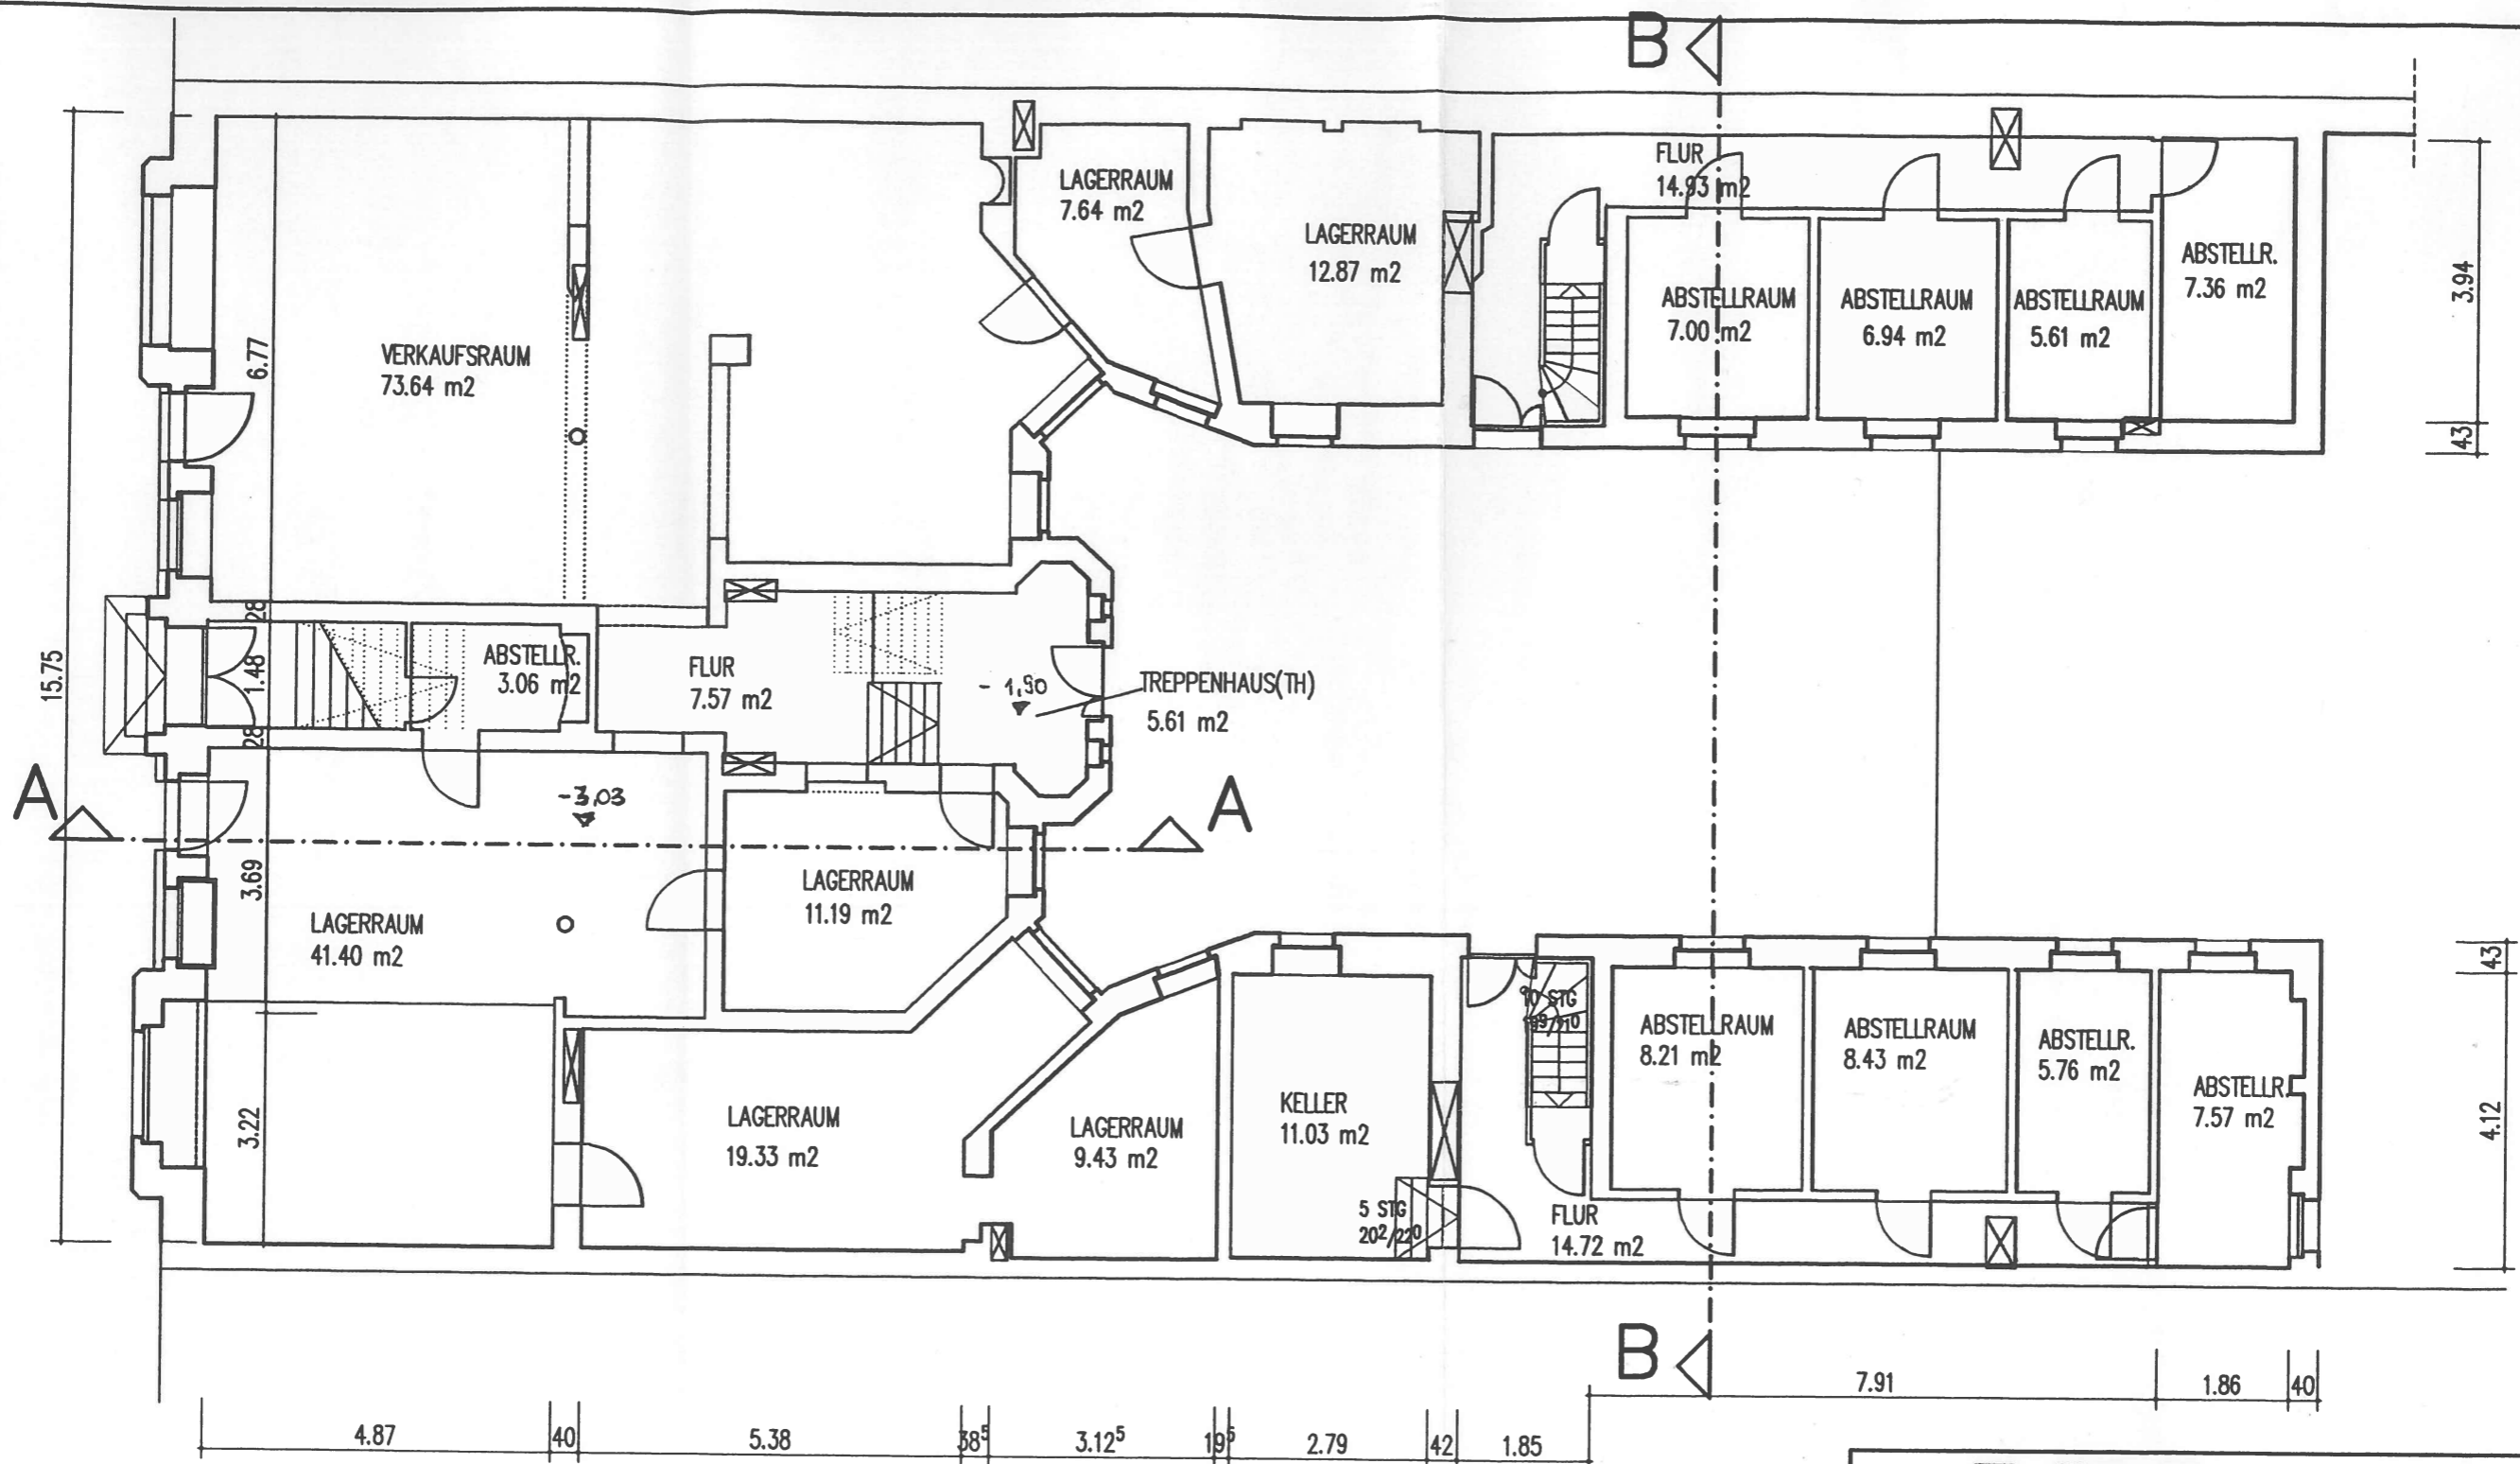 B
FLUR
14.93 m2
LAGERRAUM
7.64 m2
LAGERRAUM
12.87 m2
ABSTELLR.
7.36 m2
3.94
ABSTELLRAUM
7.00 m2
ABSTELLRAUM
6.94 m2
ABSTELLRAUM
5.61 m2
VERKAUFSRAUM
73.64 m2
6.77
43
28
15.75
1.48
ABSTELLR.
3.06 m2
FLUR
7.57 m2
- 1,50
TREPPENHAUS(TH)
5.61 m2
28
A
-3,03
A
3.69
LAGERRAUM
11.19 m2
LAGERRAUM
41.40 m2
43
10 STG
ABSTELLRAUM
8.21 m2
ABSTELLRAUM
8.43 m2
ABSTELLR.
5.76 m2
ABSTELLR.
7.57 m2
4.12
3.22
LAGERRAUM
19.33 m2
LAGERRAUM
9.43 m2
KELLER
11.03 m2
5 STG
20²/22⁰
FLUR
14.72 m2
B
7.91
1.86
40
4.87
40
5.38
38⁵
3.12⁵
19⁵
2.79
42
1.85